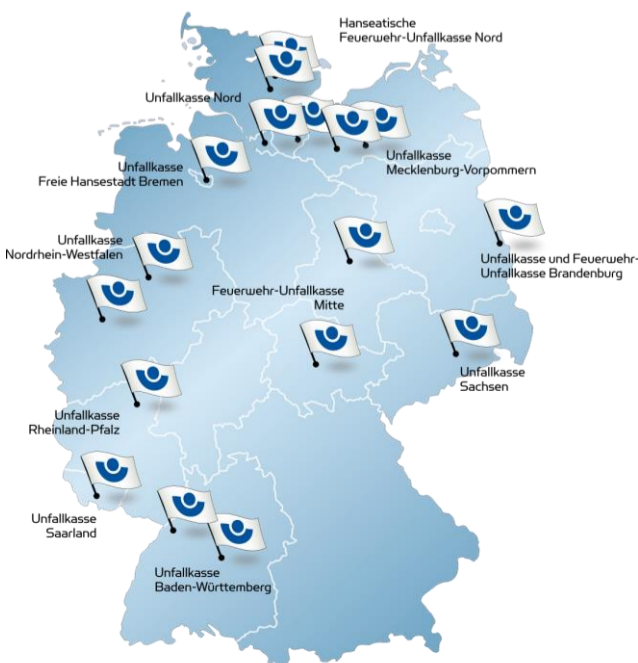 Hanseatische
Feuerwehr-Unfallkasse Nord
Unfallkasse Nord
Unfallkasse
Mecklenburg-Vorpommern
Unfallkasse
Freie Hansestadt Bremen
Unfallkasse
Nordrhein-Westfalen
Unfallkasse und Feuerwehr-
Unfallkasse Brandenburg
Feuerwehr-Unfallkasse
Mitte
Unfallkasse
Sachsen
Unfallkasse
Rheinland-Pfalz
Unfallkasse
Saarland
Unfallkasse
Baden-Württemberg